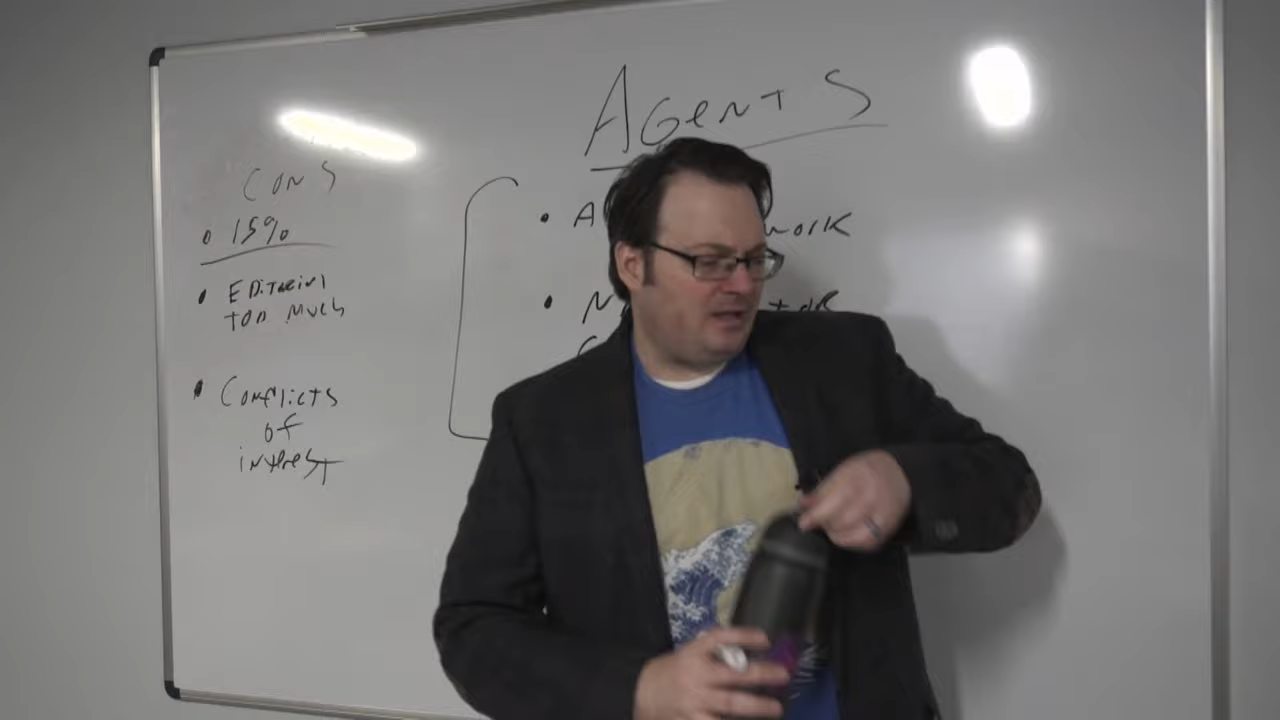 Agents
Cons
15%
Editorial
too much
Conflicts
of
interest
work